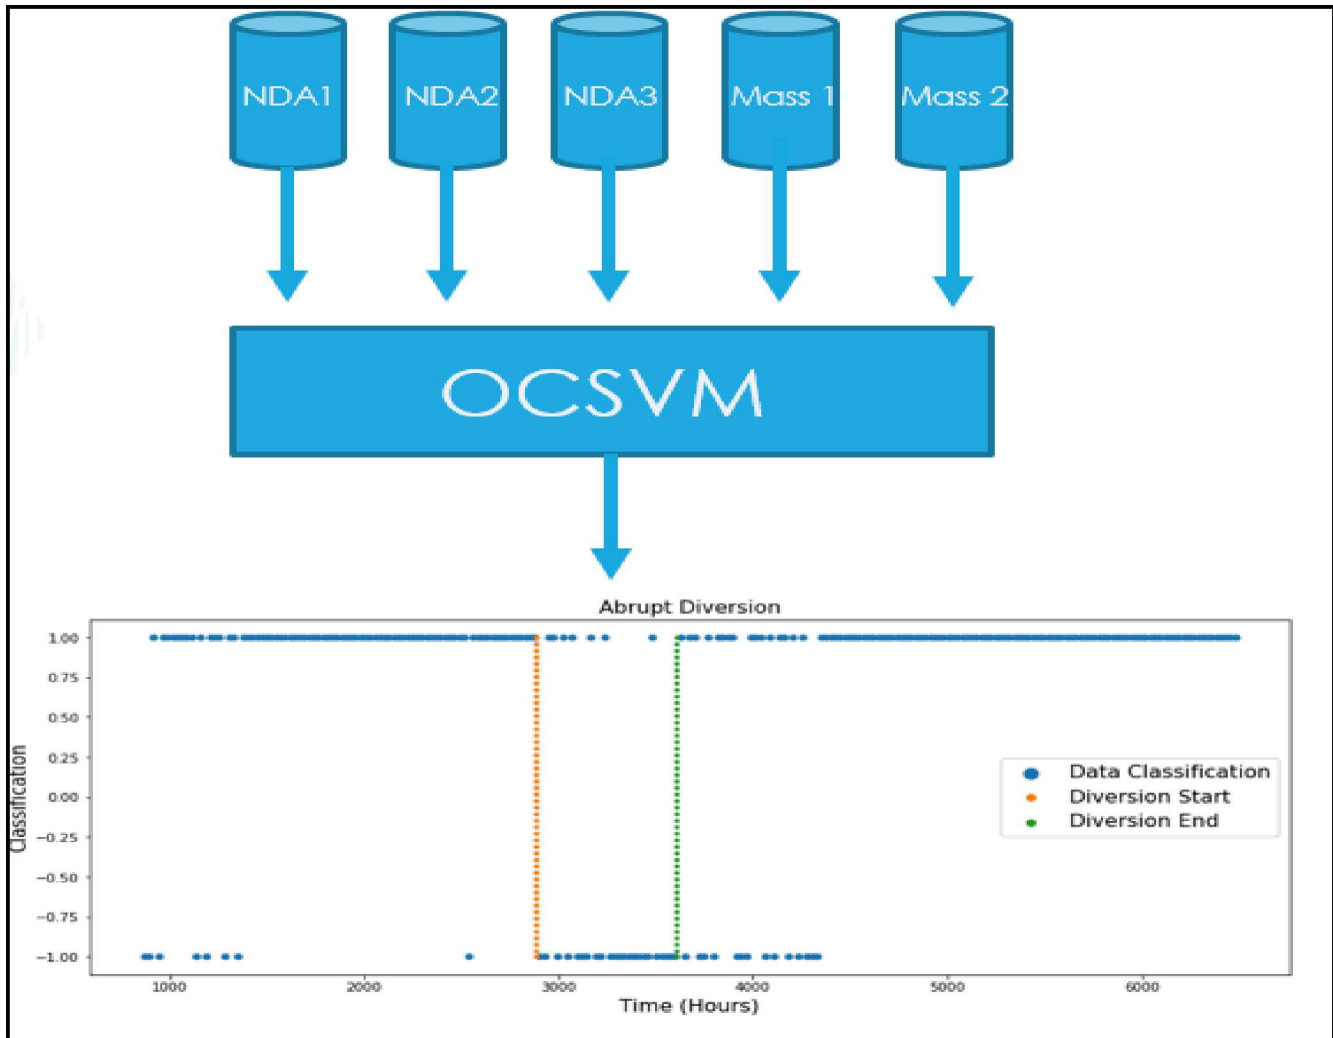 NDA1 NDA2 NDA3 Mass 1 Mass 2
OCSVM
Abrupt Diversion
1.00
0.75
0.50
0.25
0.00
−0.25
−0.50
−0.75
−1.00
Classification
Data Classification
Diversion Start
Diversion End
1000 2000 3000 4000 5000 6000
Time (Hours)